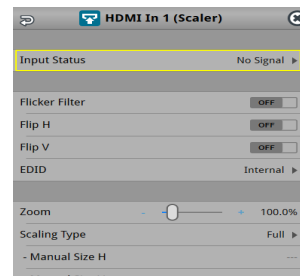 HDMI In 1 (Scaler)
Input Status No Signal
Flicker Filter OFF
Flip H OFF
Flip V OFF
EDID Internal
Zoom - + 100.0%
Scaling Type Full
- Manual Size H ---